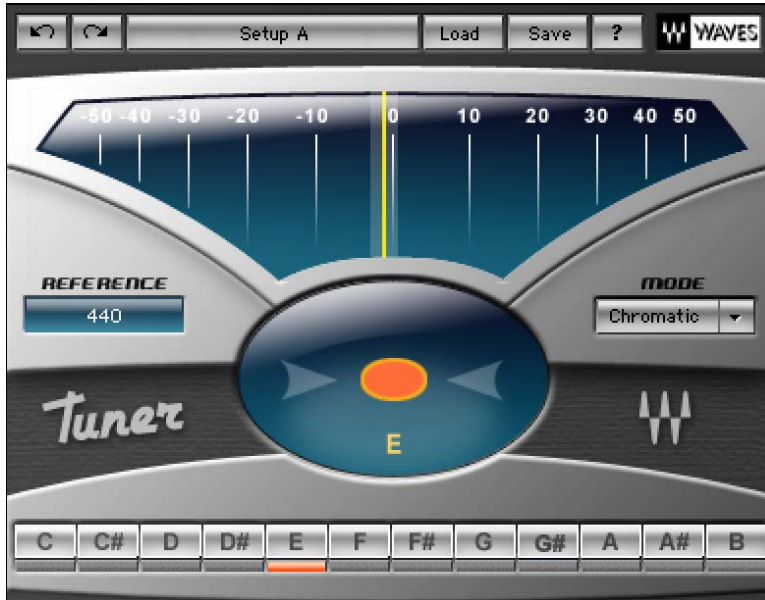 Setup A Load Save ? WAVES
-50 -40 -30 -20 -10 0 10 20 30 40 50
REFERENCE
440
MODE
Chromatic
Tuner
E
C C# D D# E F F# G G# A A# B